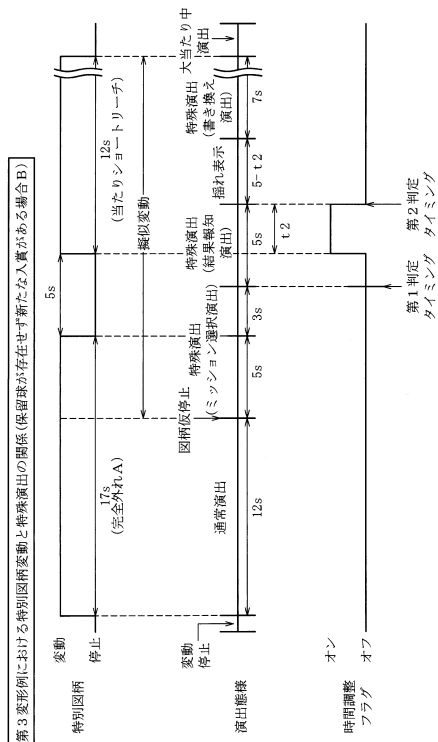 第3変形例における特別図柄変動と特殊演出の関係(保留球が存在せず新たな入賞がある場合B)
特別図柄
変動
停止
17s
(完全外れA)
5s
12s
(当たりショートリーチ)
擬似変動
演出態様
変動
停止
通常演出
図柄仮停止
特殊演出
(ミッション選択演出)
特殊演出
(結果報知
演出)
揺れ表示
特殊演出
(書き換え
演出)
大当たり中
演出
12s
5s
3s
5s
5-t2
7s
t2
時間調整
フラグ
オン
オフ
第1判定
タイミング
第2判定
タイミング